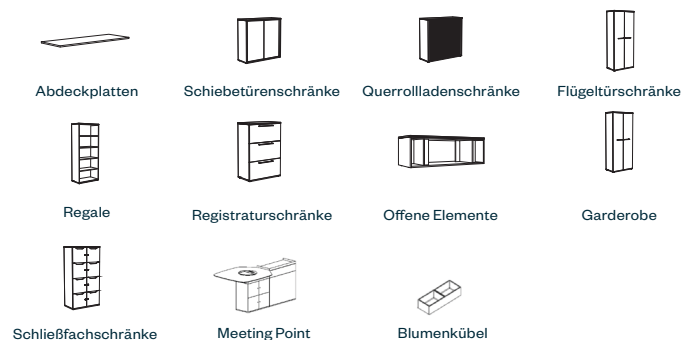 Abdeckplatten
Schiebetürenschränke
Querrollladenschränke
Flügeltürschränke
Regale
Registraturschränke
Offene Elemente
Garderobe
Schließfachschränke
Meeting Point
Blumenkübel